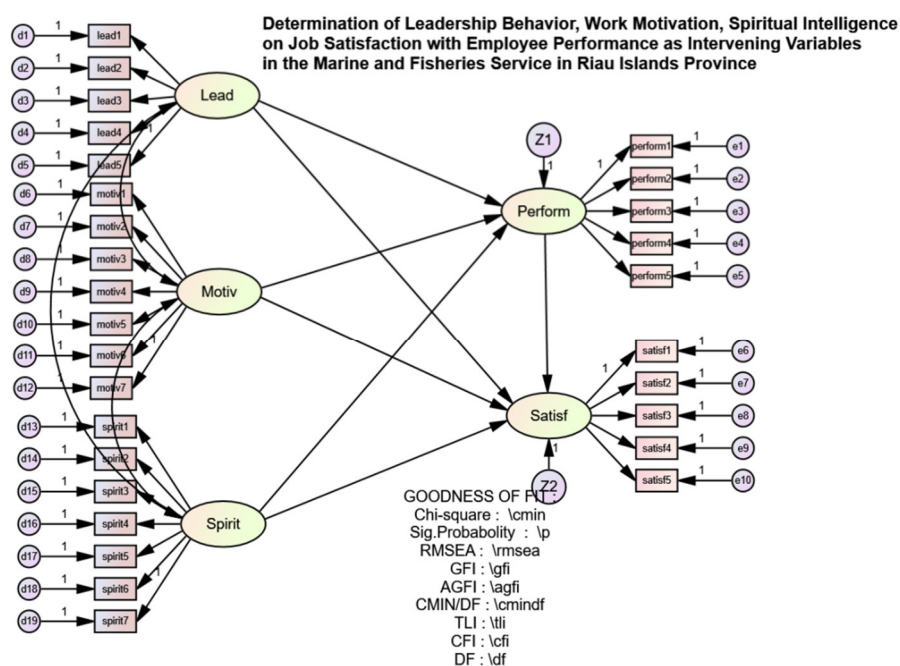 Determination of Leadership Behavior, Work Motivation, Spiritual Intelligence
on Job Satisfaction with Employee Performance as Intervening Variables
in the Marine and Fisheries Service in Riau Islands Province
d1 1 lead1
d2 1 lead2
d3 1 lead3
d4 1 lead4 1
d5 1 lead5
Lead
d6 1 motiv1
d7 1 motiv2
d8 1 motiv3
d9 1 motiv4
d10 1 motiv5
d11 1 motiv6 1
d12 1 motiv7
Motiv
d13 1 spirit1
d14 1 spirit2
d15 1 spirit3
d16 1 spirit4
d17 1 spirit5
d18 1 spirit6 1
d19 1 spirit7
Spirit
Z1
1
Perform
1 perform1 1 e1
perform2 1 e2
perform3 1 e3
perform4 1 e4
perform5 1 e5
Satisf
1 satisf1 1 e6
satisf2 1 e7
satisf3 1 e8
satisf4 1 e9
satisf5 1 e10
1
Z2
GOODNESS OF FIT :
Chi-square : \cmin
Sig.Probabolity : \p
RMSEA : \rmsea
GFI : \gfi
AGFI : \agfi
CMIN/DF : \cmindf
TLI : \tli
CFI : \cfi
DF : \df